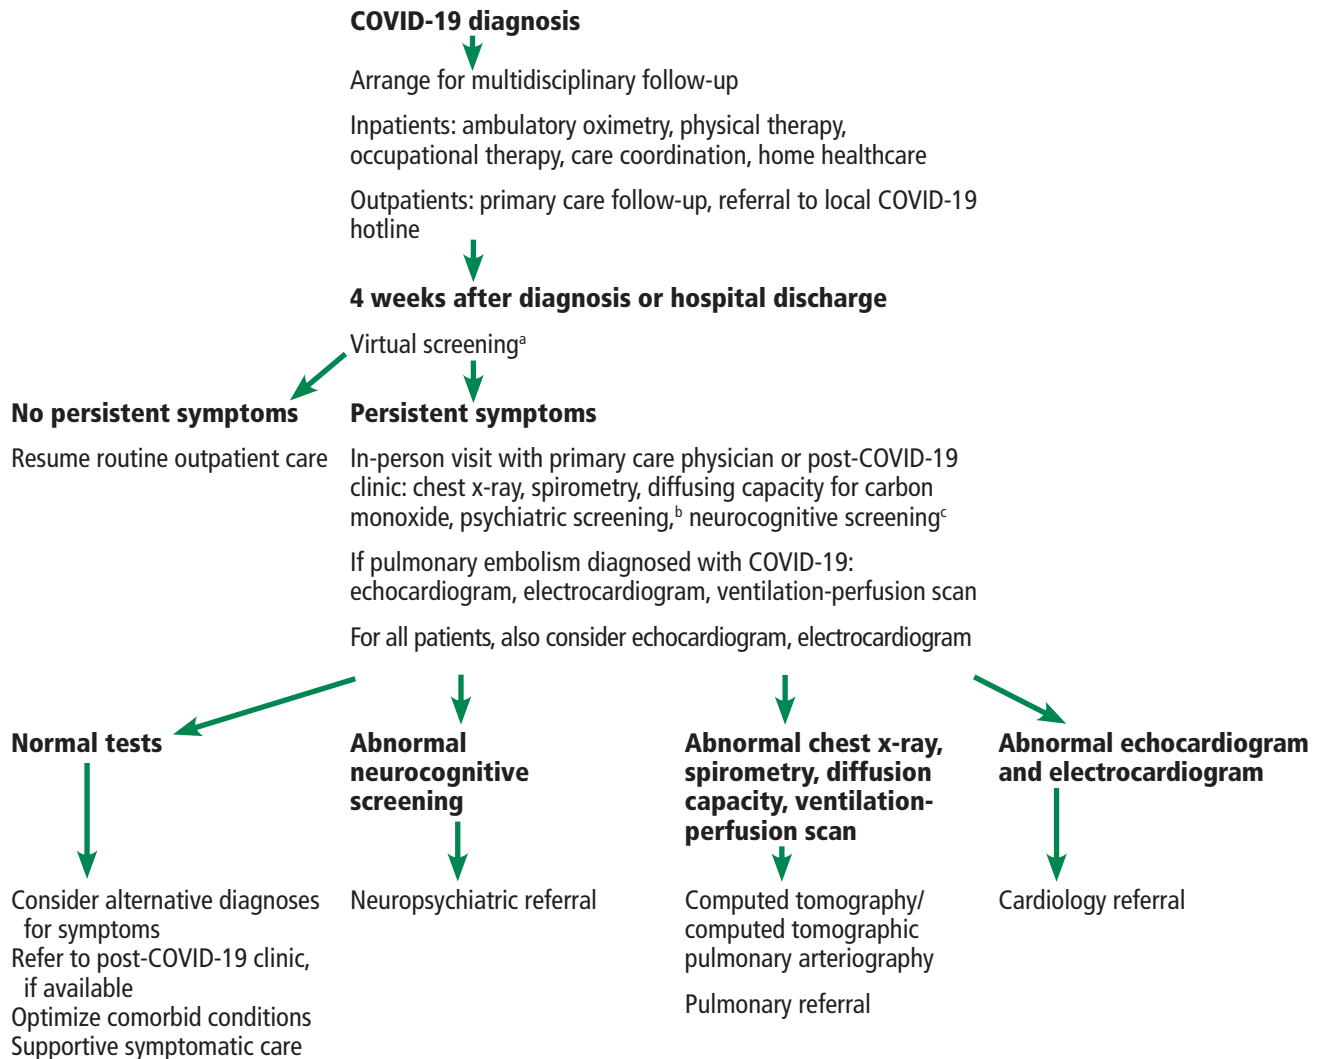 COVID-19 diagnosis
Arrange for multidisciplinary follow-up
Inpatients: ambulatory oximetry, physical therapy,
occupational therapy, care coordination, home healthcare
Outpatients: primary care follow-up, referral to local COVID-19
hotline
4 weeks after diagnosis or hospital discharge
Virtual screeningᵃ
No persistent symptoms
Resume routine outpatient care
Persistent symptoms
In-person visit with primary care physician or post-COVID-19
clinic: chest x-ray, spirometry, diffusing capacity for carbon
monoxide, psychiatric screening,ᵇ neurocognitive screeningᶜ
If pulmonary embolism diagnosed with COVID-19:
echocardiogram, electrocardiogram, ventilation-perfusion scan
For all patients, also consider echocardiogram, electrocardiogram
Normal tests
Consider alternative diagnoses
for symptoms
Refer to post-COVID-19 clinic,
if available
Optimize comorbid conditions
Supportive symptomatic care
Abnormal
neurocognitive
screening
Neuropsychiatric referral
Abnormal chest x-ray,
spirometry, diffusion
capacity, ventilation-
perfusion scan
Computed tomography/
computed tomographic
pulmonary arteriography
Pulmonary referral
Abnormal echocardiogram
and electrocardiogram
Cardiology referral